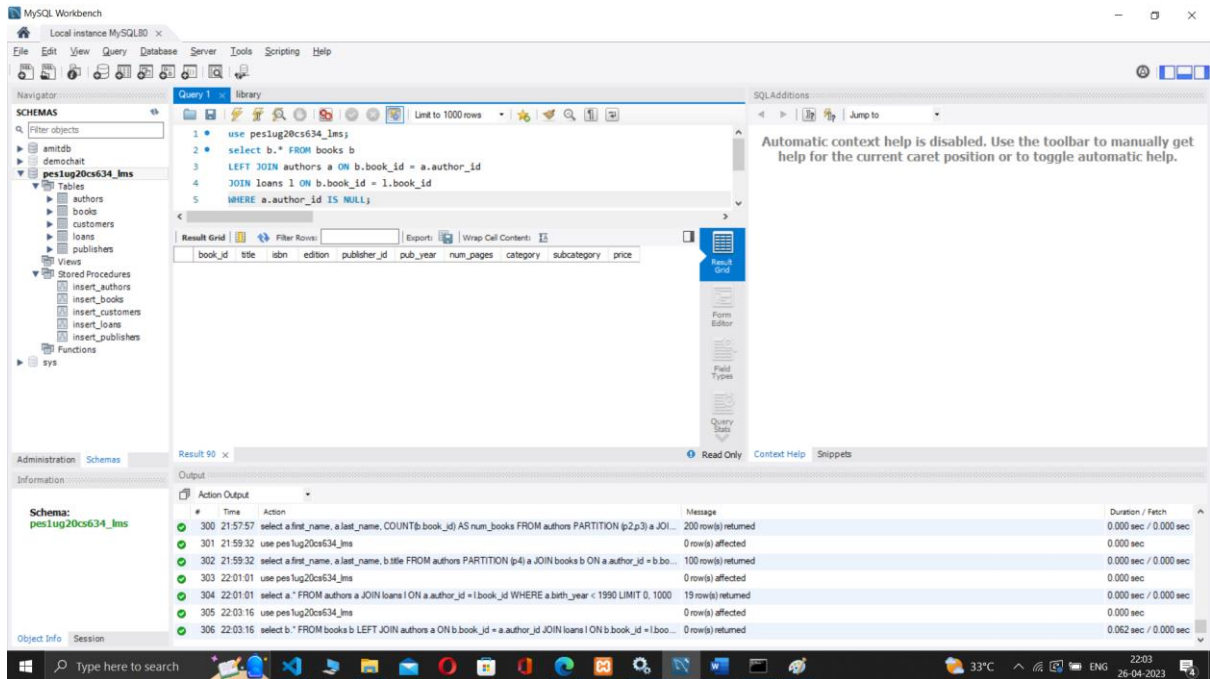 MySQL Workbench
Local instance MySQL80
File Edit View Query Database Server Tools Scripting Help
Navigator
SCHEMAS
Filter objects
amitdb
demochait
pes1ug20cs634_lms
Tables
authors
books
customers
loans
publishers
Views
Stored Procedures
insert_authors
insert_books
insert_customers
insert_loans
insert_publishers
Functions
sys
Administration Schemas
Information
Schema:
pes1ug20cs634_lms
Object Info Session
Query 1 library
Limit to 1000 rows
1 use pes1ug20cs634_lms;
2 select b.* FROM books b
3 LEFT JOIN authors a ON b.book_id = a.author_id
4 JOIN loans l ON b.book_id = l.book_id
5 WHERE a.author_id IS NULL;
Result Grid Filter Rows: Export: Wrap Cell Content:
book_id title isbn edition publisher_id pub_year num_pages category subcategory price
Result Grid
Form Editor
Field Types
Query Stats
Result 90 Read Only
SQLAdditions
Jump to
Automatic context help is disabled. Use the toolbar to manually get
help for the current caret position or to toggle automatic help.
Context Help Snippets
Output
Action Output
# Time Action Message Duration / Fetch
300 21:57:57 select a.first_name, a.last_name, COUNT(b.book_id) AS num_books FROM authors PARTITION (p2,p3) a JOI... 200 row(s) returned 0.000 sec / 0.000 sec
301 21:59:32 use pes1ug20cs634_lms 0 row(s) affected 0.000 sec
302 21:59:32 select a.first_name, a.last_name, b.title FROM authors PARTITION (p4) a JOIN books b ON a.author_id = b.bo... 100 row(s) returned 0.000 sec / 0.000 sec
303 22:01:01 use pes1ug20cs634_lms 0 row(s) affected 0.000 sec
304 22:01:01 select a.* FROM authors a JOIN loans l ON a.author_id = l.book_id WHERE a.birth_year < 1990 LIMIT 0, 1000 19 row(s) returned 0.000 sec / 0.000 sec
305 22:03:16 use pes1ug20cs634_lms 0 row(s) affected 0.000 sec
306 22:03:16 select b.* FROM books b LEFT JOIN authors a ON b.book_id = a.author_id JOIN loans l ON b.book_id = l.boo... 0 row(s) returned 0.062 sec / 0.000 sec
Type here to search
33°C ENG 22:03
26-04-2023
4